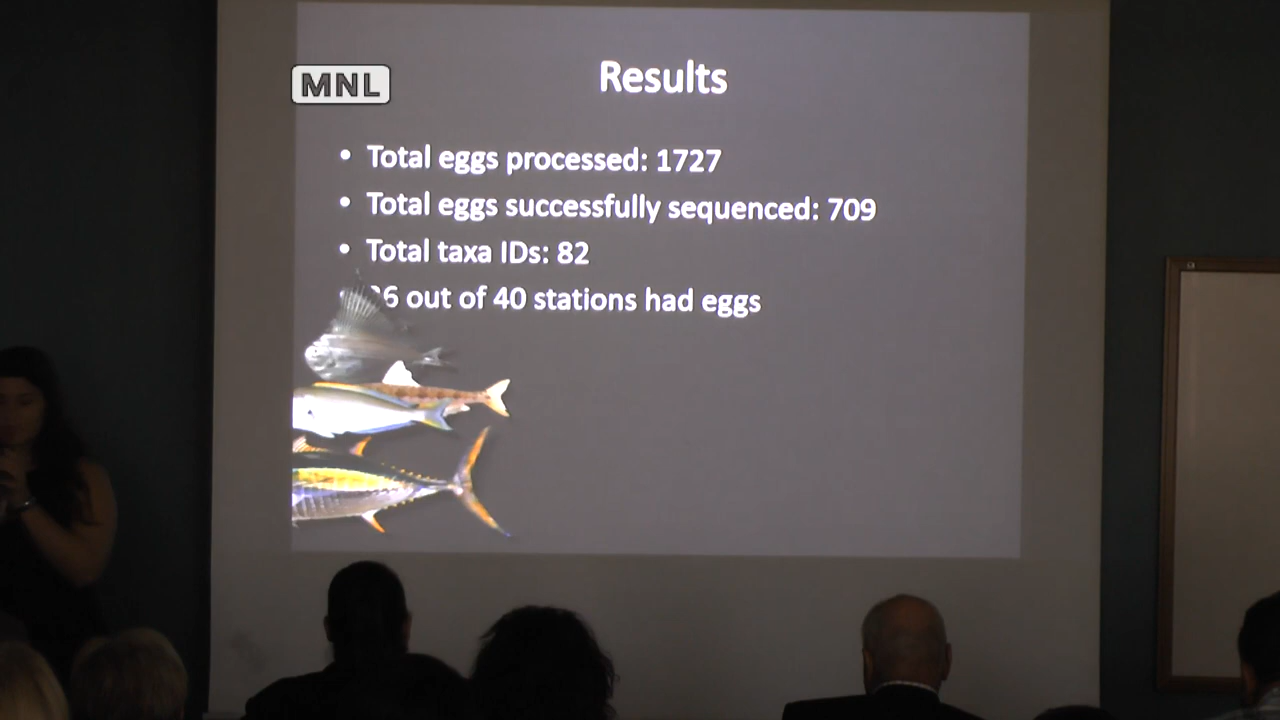 MNL
Results
• Total eggs processed: 1727
• Total eggs successfully sequenced: 709
• Total taxa IDs: 82
out of 40 stations had eggs